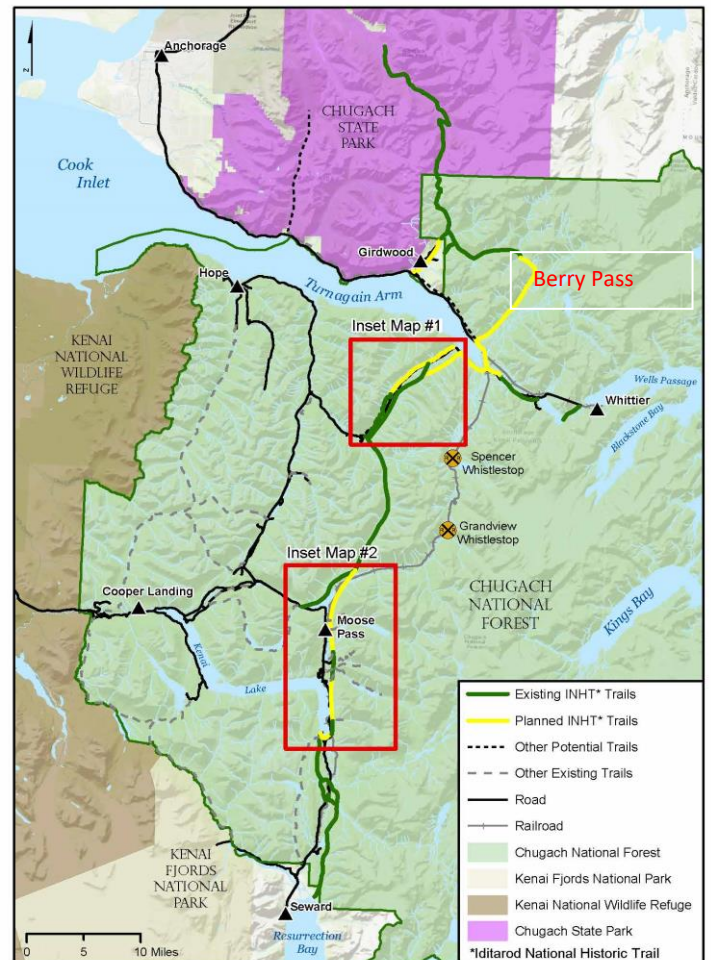 Anchorage
CHUGACH
STATE
PARK
Cook
Inlet
Girdwood
Hope
Turnagain Arm
Berry Pass
Inset Map #1
KENAI
NATIONAL
WILDLIFE
REFUGE
Wells Passage
Whittier
Blackstone Bay
Spencer
Whistlestop
Grandview
Whistlestop
Inset Map #2
Cooper Landing
CHUGACH
NATIONAL
FOREST
Kings Bay
Moose
Pass
Kenai
Lake
KENAI
FJORDS
NATIONAL
PARK
Seward
Resurrection
Bay
0 5 10 Miles
Existing INHT* Trails
Planned INHT* Trails
Other Potential Trails
Other Existing Trails
Road
Railroad
Chugach National Forest
Kenai Fjords National Park
Kenai National Wildlife Refuge
Chugach State Park
*Iditarod National Historic Trail